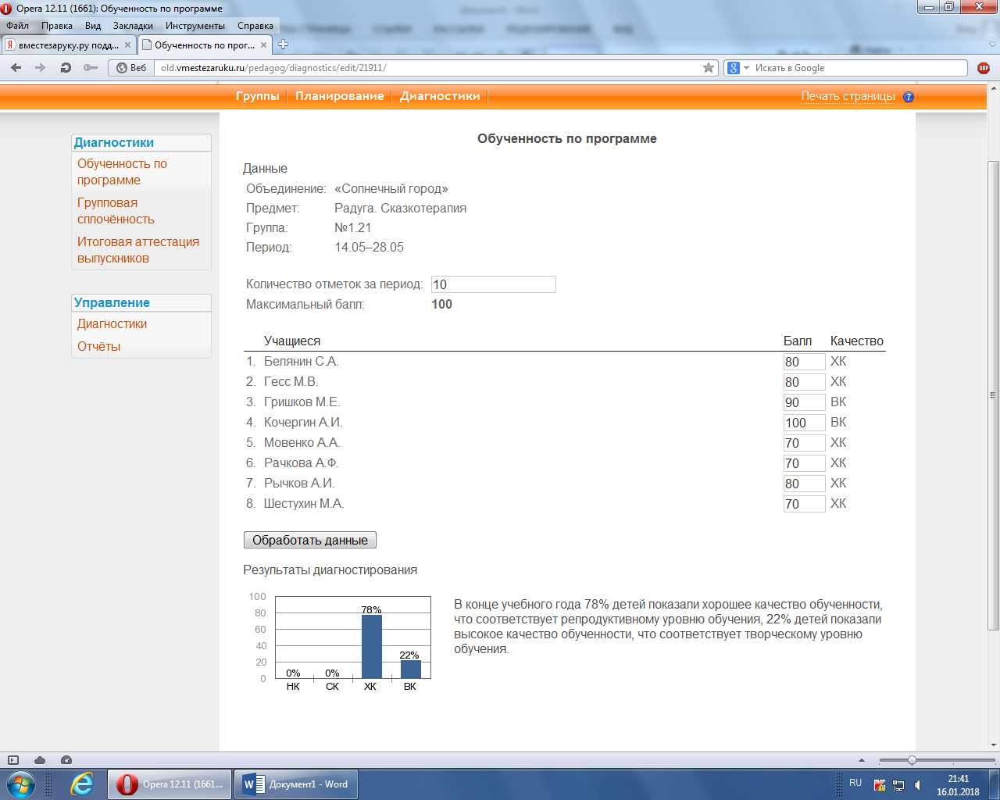 Opera 12.11 (1661): Обученность по программе
Файл Правка Вид Закладки Инструменты Справка
вместезаруку.ру подд... Обученность по прог...
Веб old.vmestezaruku.ru/pedagog/diagnostics/edit/21911/ Искать в Google ABP
Группы Планирование Диагностики Печать страницы ?
Диагностики
Обученность по
программе
Групповая
сплочённость
Итоговая аттестация
выпускников
Управление
Диагностики
Отчёты
Обученность по программе
Данные
Объединение: «Солнечный город»
Предмет: Радуга. Сказкотерапия
Группа: №1.21
Период: 14.05–28.05
Количество отметок за период: 10
Максимальный балл: 100
Учащиеся Балл Качество
1. Белянин С.А. 80 ХК
2. Гесс М.В. 80 ХК
3. Гришков М.Е. 90 ВК
4. Кочергин А.И. 100 ВК
5. Мовенко А.А. 70 ХК
6. Рачкова А.Ф. 70 ХК
7. Рычков А.И. 80 ХК
8. Шестухин М.А. 70 ХК
Обработать данные
Результаты диагностирования
100
80
60
40
20
0
0% 0% 78% 22%
НК СК ХК ВК
В конце учебного года 78% детей показали хорошее качество обученности,
что соответствует репродуктивному уровню обучения, 22% детей показали
высокое качество обученности, что соответствует творческому уровню
обучения.
Opera 12.11 (1661... Документ1 - Word RU 21:41
16.01.2018